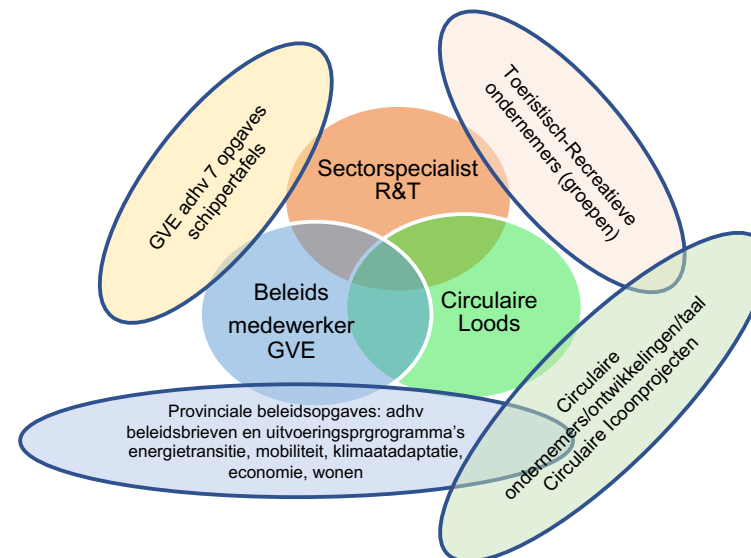 GVE adhv 7 opgaves
schippertafels
Sectorspecialist
R&T
Toeristisch-Recreatieve
ondernemers (groepen)
Beleids
medewerker
GVE
Circulaire
Loods
Provinciale beleidsopgaves: adhv
beleidsbrieven en uitvoeringsprgrogramma's
energietransitie, mobiliteit, klimaatadaptatie,
economie, wonen
Circulaire
ondernemers/ontwikkelingen/taal
Circulaire Icoonprojecten